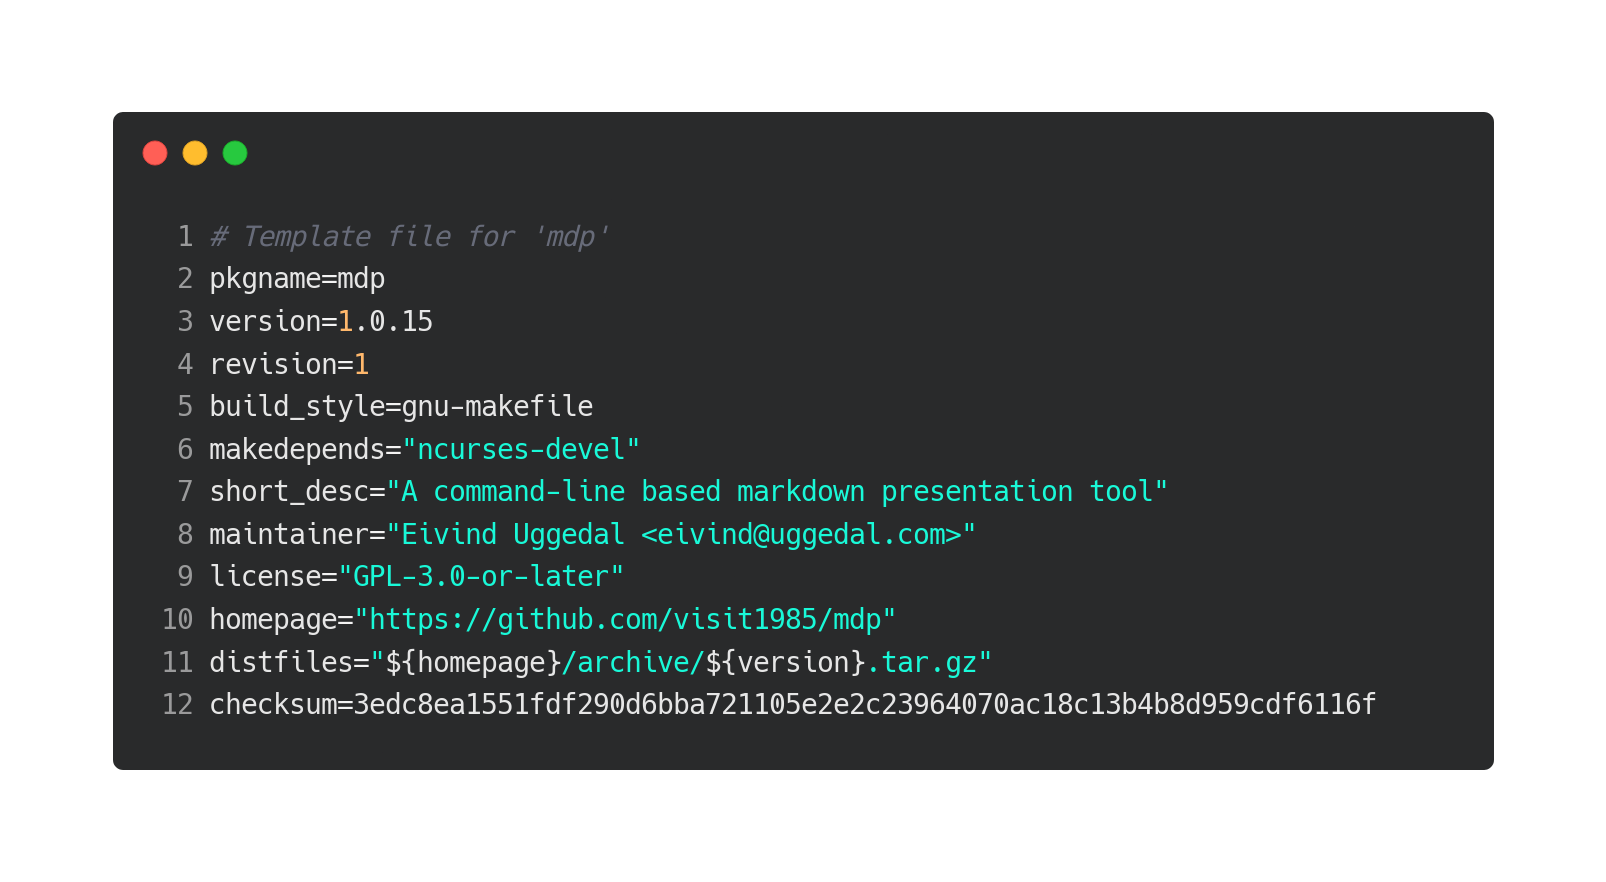 1 # Template file for 'mdp'
2 pkgname=mdp
3 version=1.0.15
4 revision=1
5 build_style=gnu-makefile
6 makedepends="ncurses-devel"
7 short_desc="A command-line based markdown presentation tool"
8 maintainer="Eivind Uggedal <eivind@uggedal.com>"
9 license="GPL-3.0-or-later"
10 homepage="https://github.com/visit1985/mdp"
11 distfiles="${homepage}/archive/${version}.tar.gz"
12 checksum=3edc8ea1551fdf290d6bba721105e2e2c23964070ac18c13b4b8d959cdf6116f